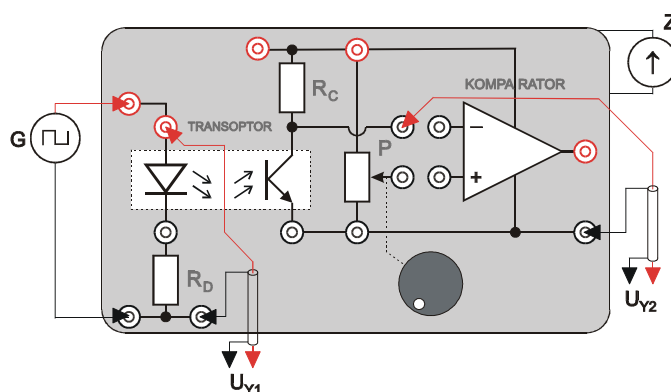 Z
R_C
KOMPARATOR
TRANSOPTOR
G
P
−
+
R_D
U_Y2
U_Y1